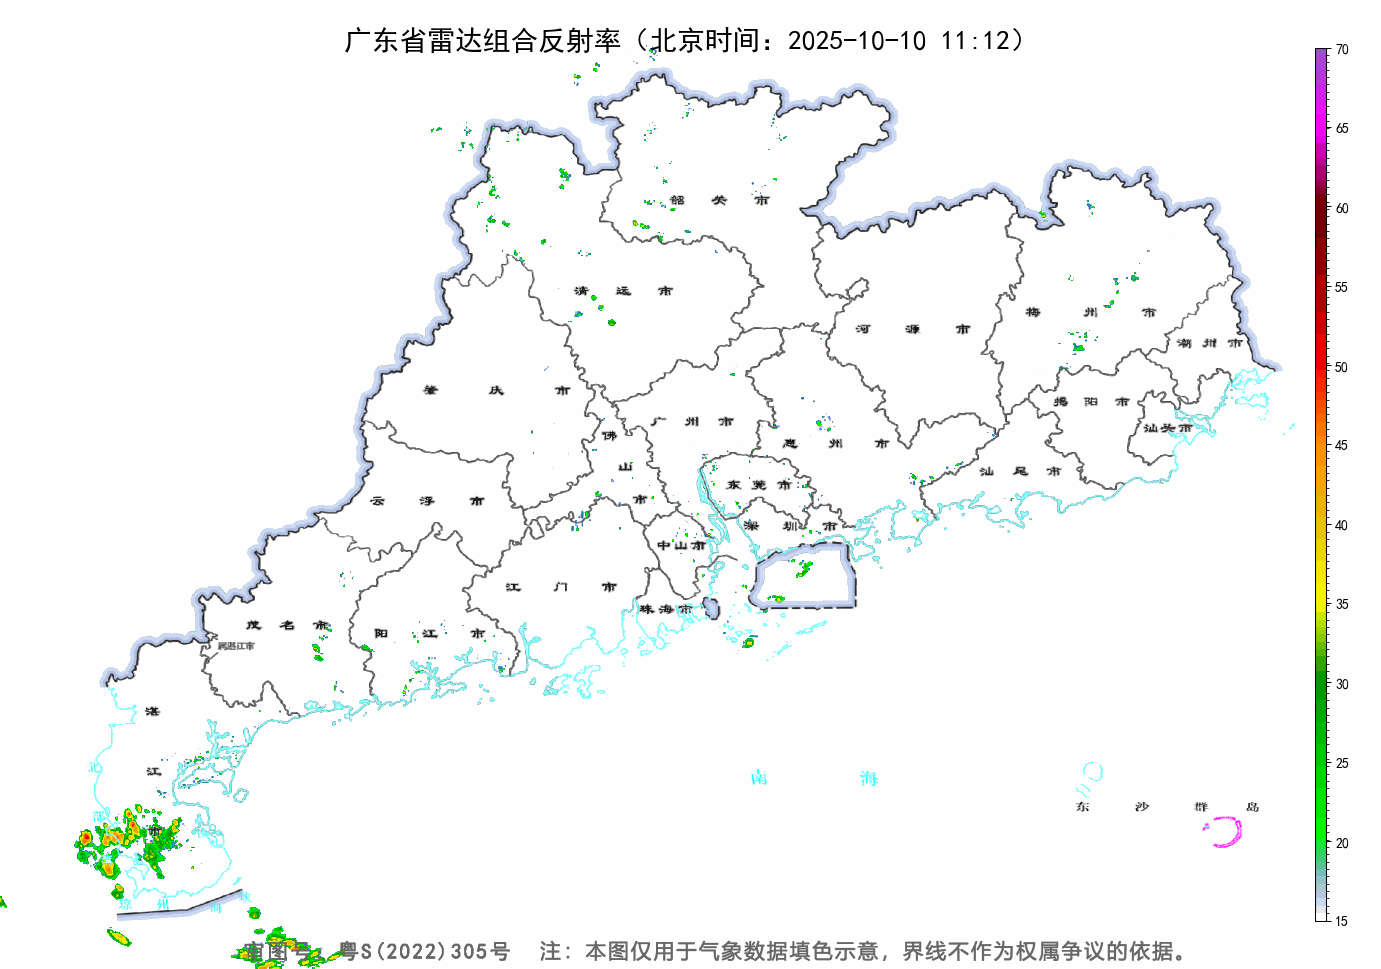 广东省雷达组合反射率（北京时间：2025-10-10 11:12）
70
65
60
55
50
45
40
35
30
25
20
15
韶关市
清远市
梅州市
河源市
潮州市
肇庆市
揭阳市
广州市
佛山市
惠州市
汕头市
汕尾市
云浮市
东莞市
深圳市
中山市
江门市
珠海市
茂名市
属湛江市
阳江市
湛江市
南海
东沙群岛
北部
琼州海峡
审图号：粤S(2022)305号 注：本图仅用于气象数据填色示意，界线不作为权属争议的依据。